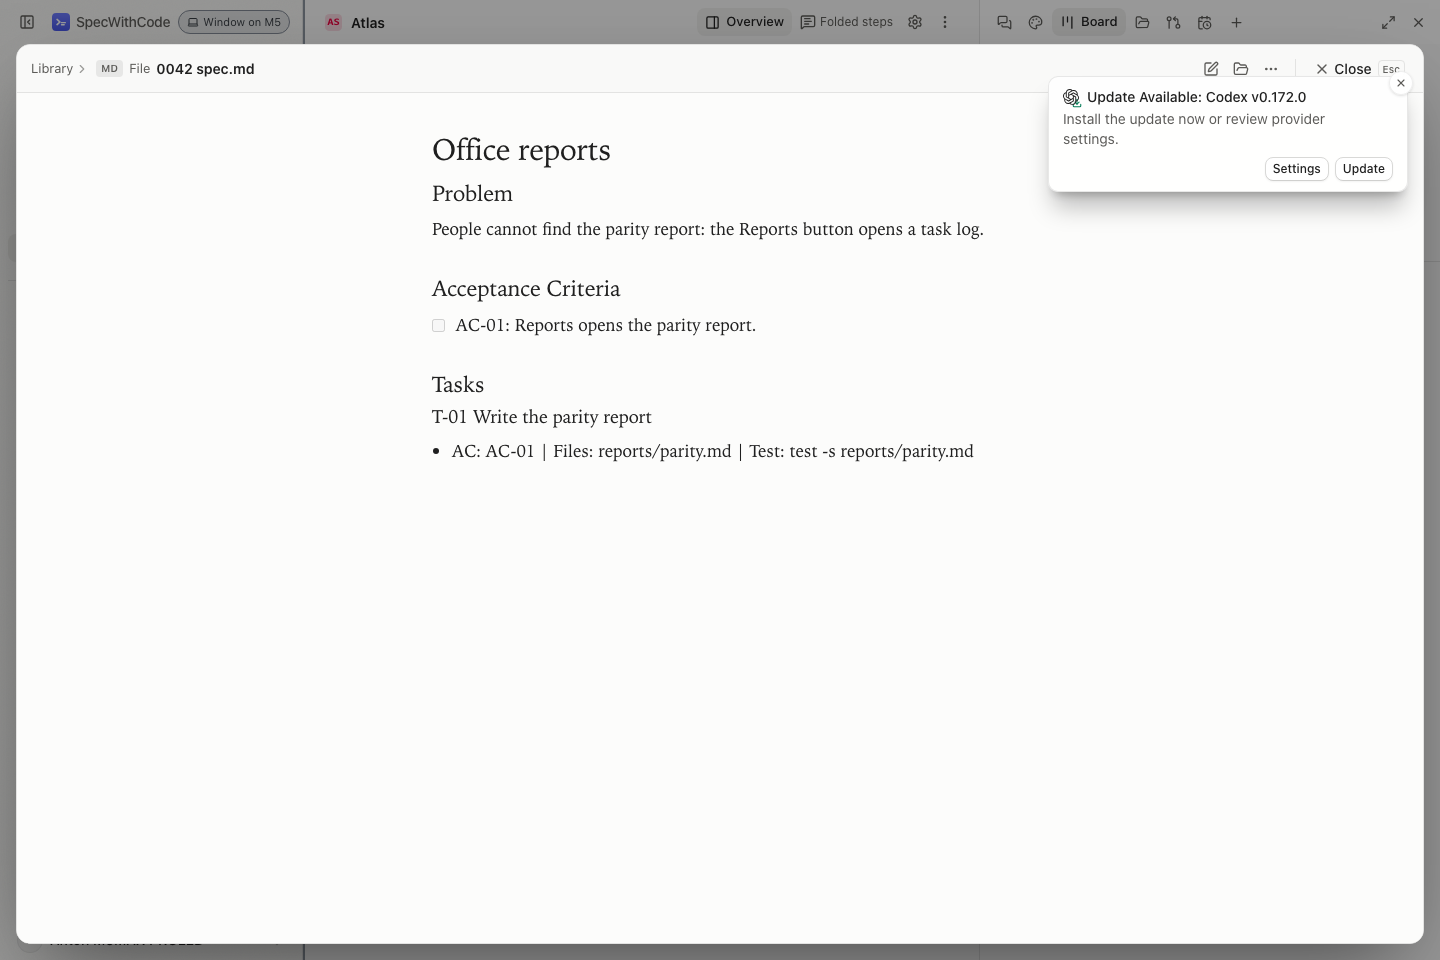 SpecWithCode
Window on M5
AS
Atlas
Overview
Folded steps
Board
Library
MD
File
0042 spec.md
Close
Esc
Update Available: Codex v0.172.0
Install the update now or review provider
settings.
Settings
Update
Office reports
Problem
People cannot find the parity report: the Reports button opens a task log.
Acceptance Criteria
AC-01: Reports opens the parity report.
Tasks
T-01 Write the parity report
• AC: AC-01 | Files: reports/parity.md | Test: test -s reports/parity.md